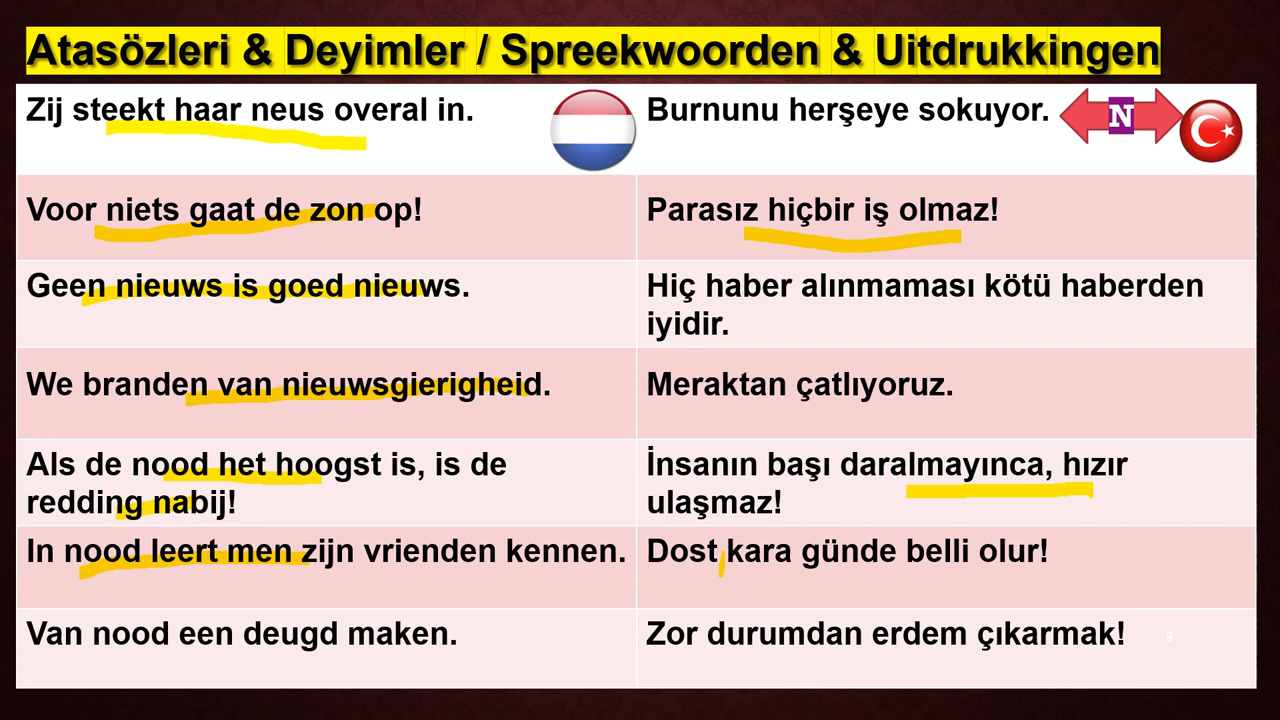 Atasözleri & Deyimler / Spreekwoorden & Uitdrukkingen
Zij steekt haar neus overal in.
Burnunu herşeye sokuyor.
N
Voor niets gaat de zon op!
Parasız hiçbir iş olmaz!
Geen nieuws is goed nieuws.
Hiç haber alınmaması kötü haberden
iyidir.
We branden van nieuwsgierigheid.
Meraktan çatlıyoruz.
Als de nood het hoogst is, is de
redding nabij!
İnsanın başı daralmayınca, hızır
ulaşmaz!
In nood leert men zijn vrienden kennen.
Dost kara günde belli olur!
Van nood een deugd maken.
Zor durumdan erdem çıkarmak!
9